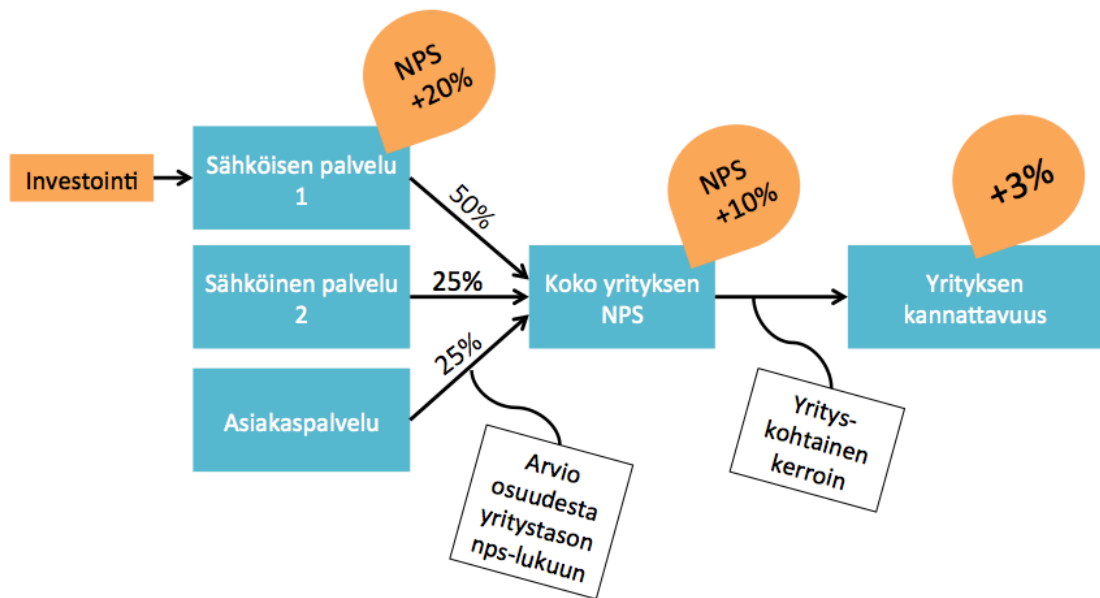 NPS
+20%
Investointi
Sähköisen palvelu
1
50%
NPS
+10%
+3%
Sähköinen palvelu
2
25%
Koko yrityksen
NPS
Yrityksen
kannattavuus
25%
Asiakaspalvelu
Arvio
osuudesta
yritystason
nps-lukuun
Yritys-
kohtainen
kerroin